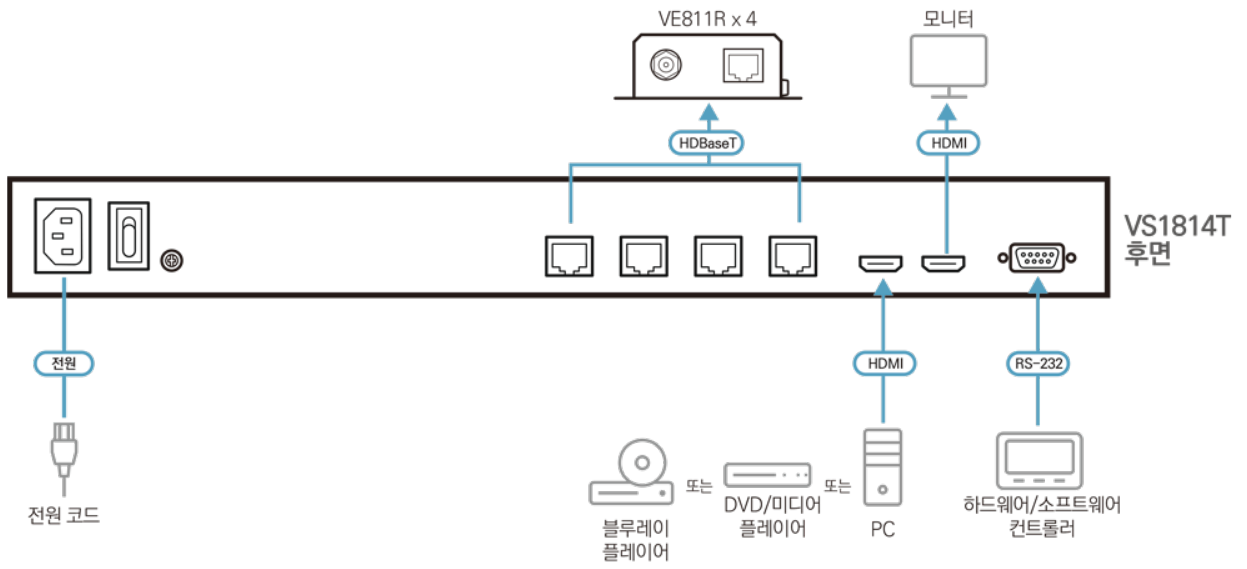 VE811R x 4
모니터
HDBaseT
HDMI
VS1814T
후면
전원
HDMI
RS-232
전원 코드
블루레이
플레이어
또는
DVD/미디어
플레이어
또는
PC
하드웨어/소프트웨어
컨트롤러